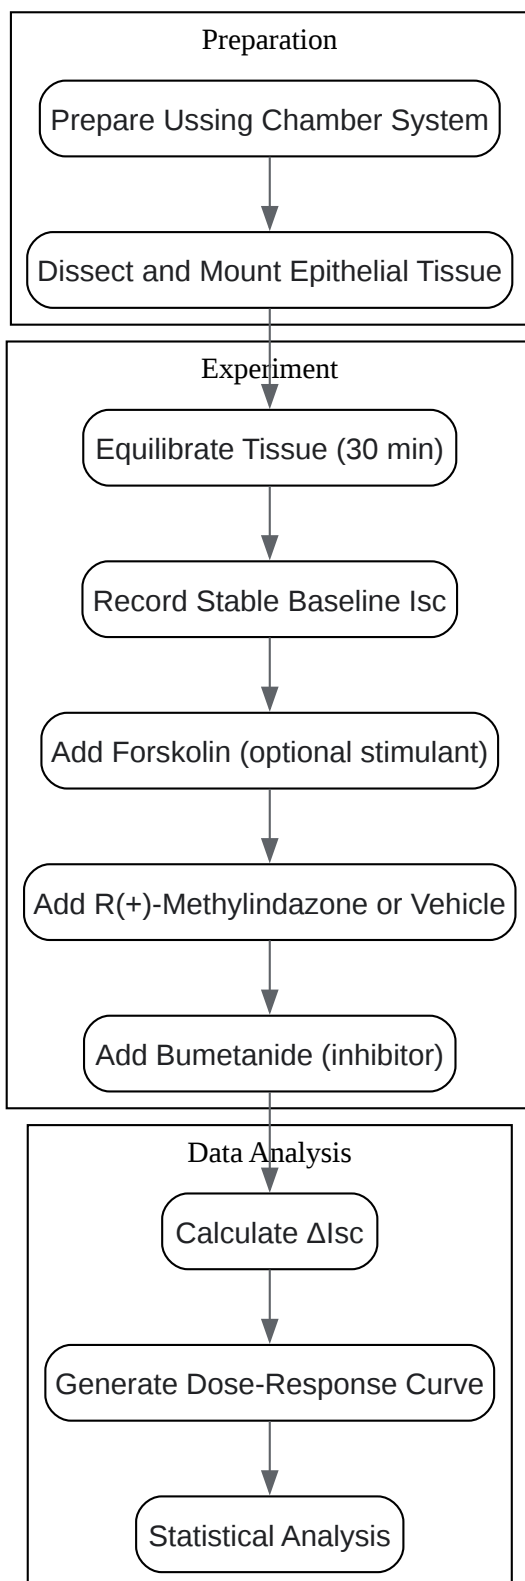 Preparation
Prepare Ussing Chamber System
Dissect and Mount Epithelial Tissue
Experiment
Equilibrate Tissue (30 min)
Record Stable Baseline Isc
Add Forskolin (optional stimulant)
Add R(+)-Methylindazone or Vehicle
Add Bumetanide (inhibitor)
Data Analysis
Calculate ΔIsc
Generate Dose-Response Curve
Statistical Analysis